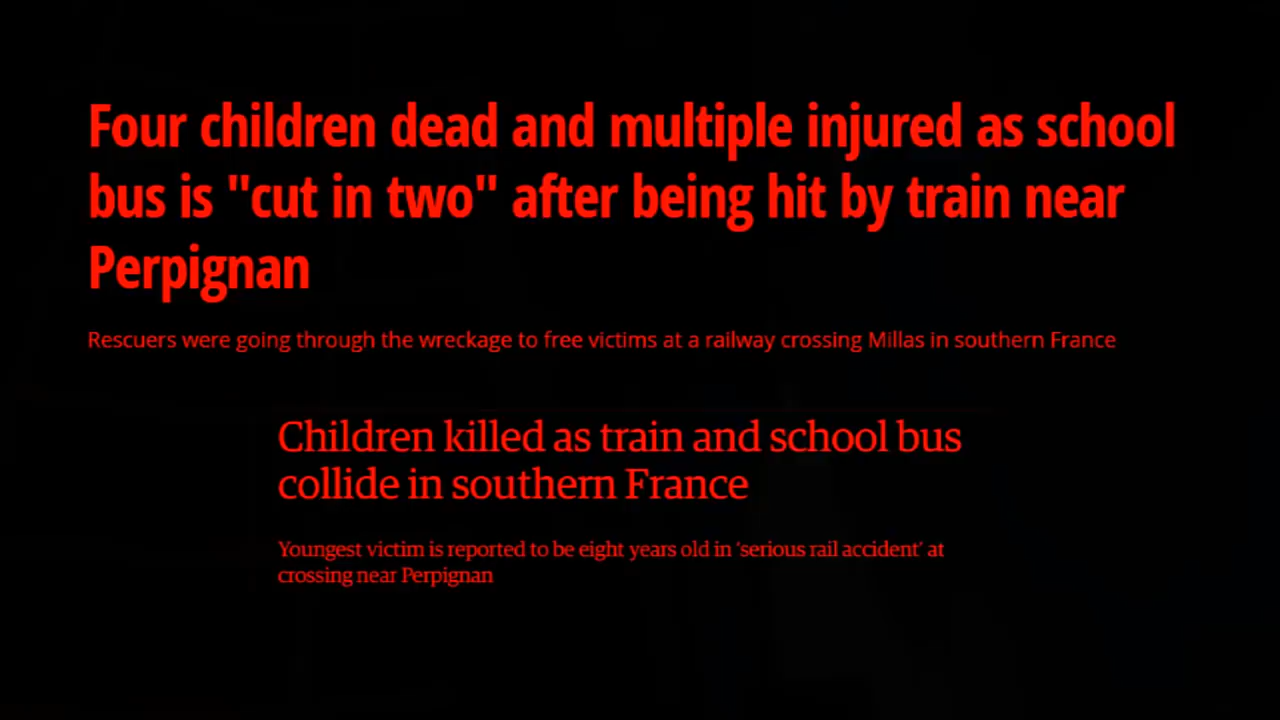 Four children dead and multiple injured as school
bus is "cut in two" after being hit by train near
Perpignan
Rescuers were going through the wreckage to free victims at a railway crossing Millas in southern France
Children killed as train and school bus
collide in southern France
Youngest victim is reported to be eight years old in ‘serious rail accident’ at
crossing near Perpignan